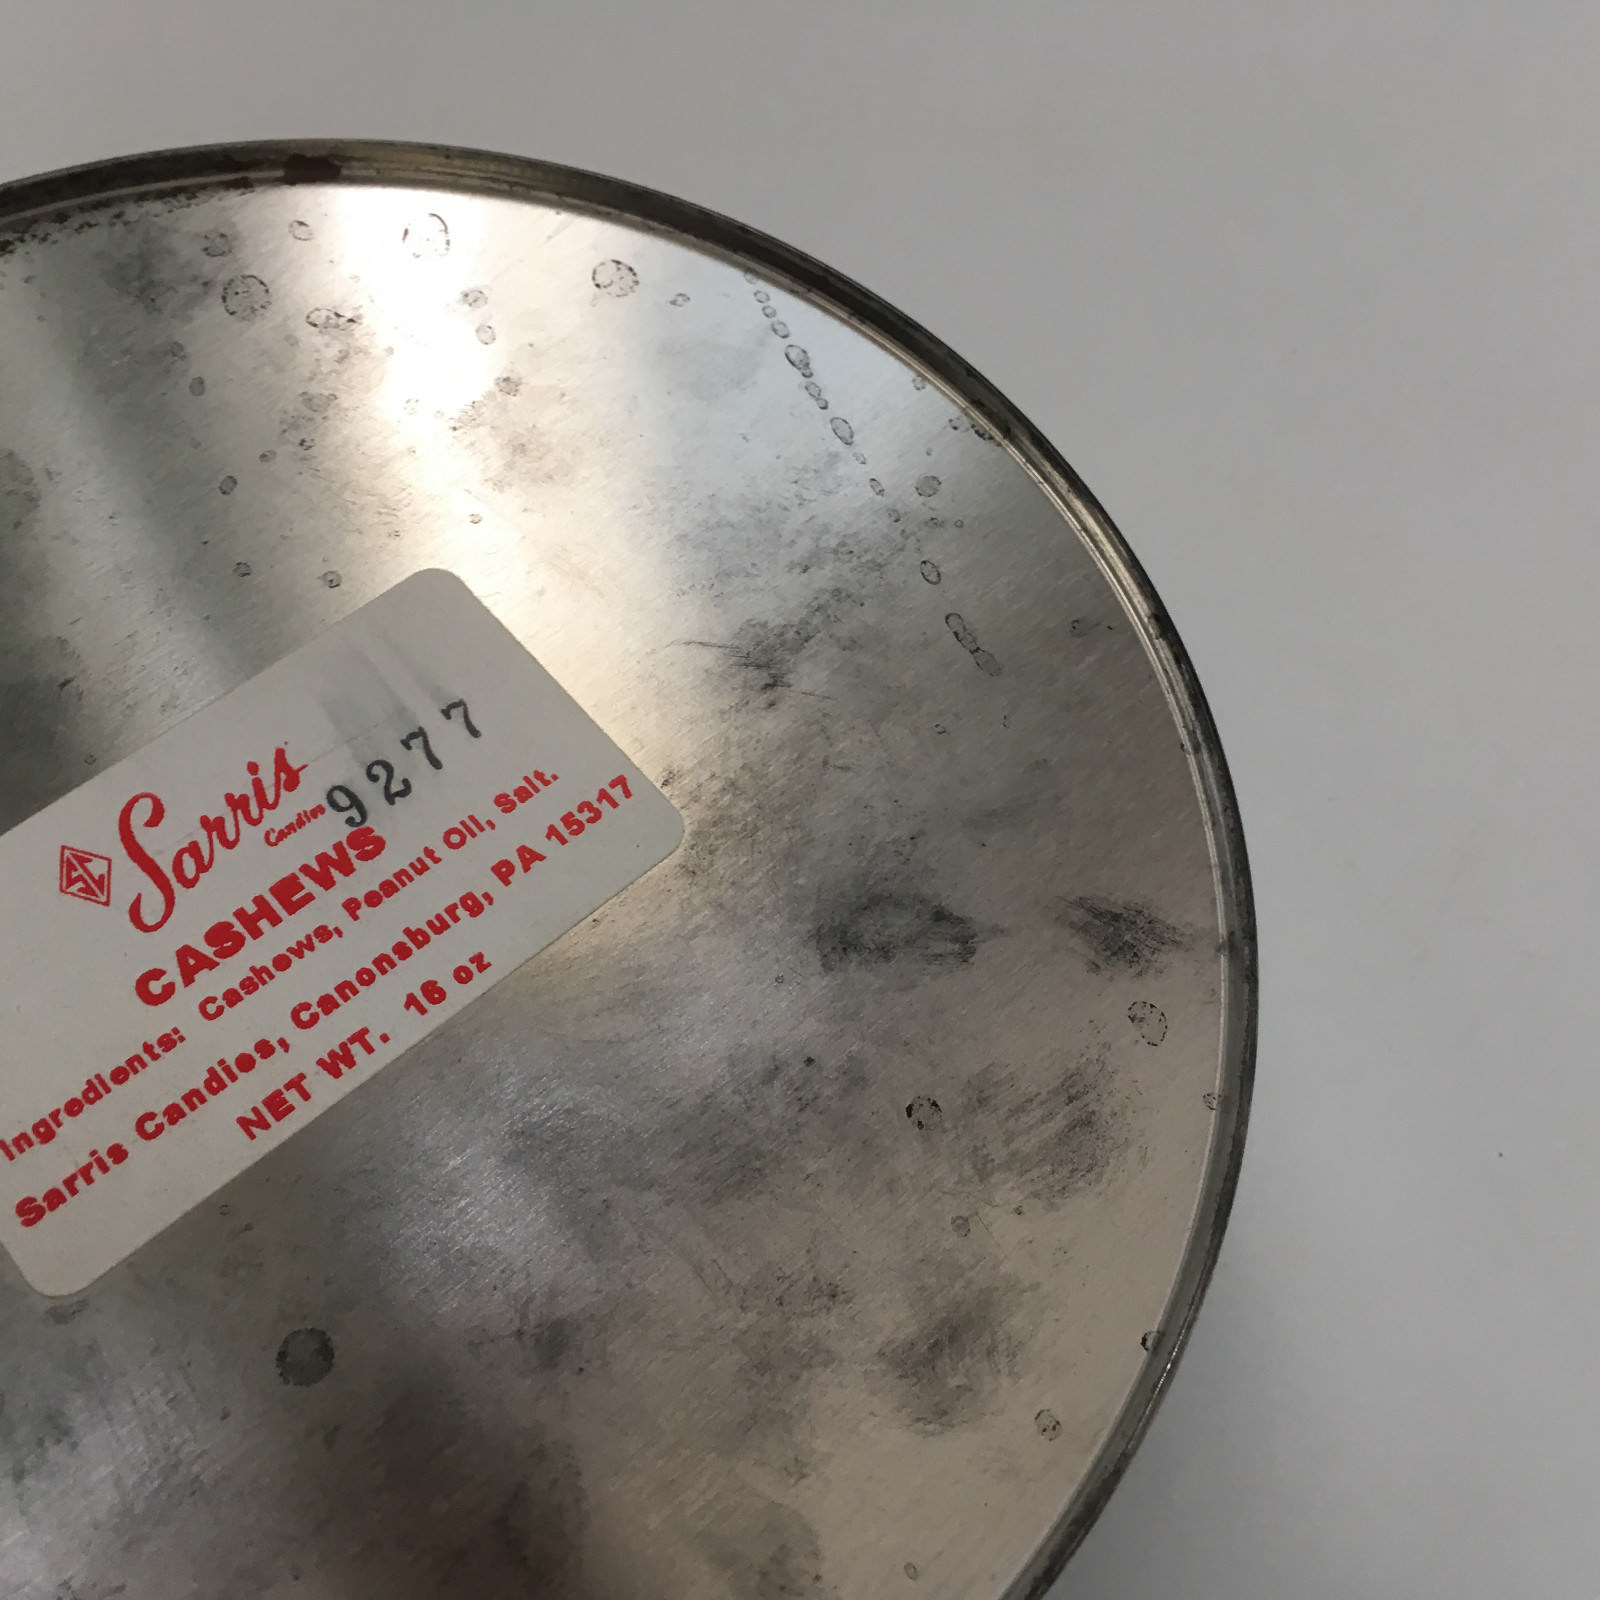 Sarris
Candies
9277
CASHEWS
Ingredients: Cashews, Peanut Oil, Salt.
Sarris Candies, Canonsburg, PA 15317
NET WT. 16 oz